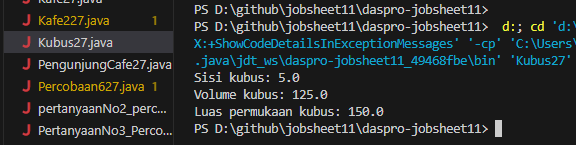 Kafe27.java
Kafe227.java 1
Kubus27.java
PengunjungCafe27.java
Percobaan627.java 1
pertanyaanNo2_perc...
PertanyaanNo3_Perco...
PS D:\github\jobsheet11\daspro-jobsheet11>
PS D:\github\jobsheet11\daspro-jobsheet11> d:; cd 'd:\
X:+ShowCodeDetailsInExceptionMessages' '-cp' 'C:\Users\
.java\jdt_ws\daspro-jobsheet11_49468fbe\bin' 'Kubus27'
Sisi kubus: 5.0
Volume kubus: 125.0
Luas permukaan kubus: 150.0
PS D:\github\jobsheet11\daspro-jobsheet11>